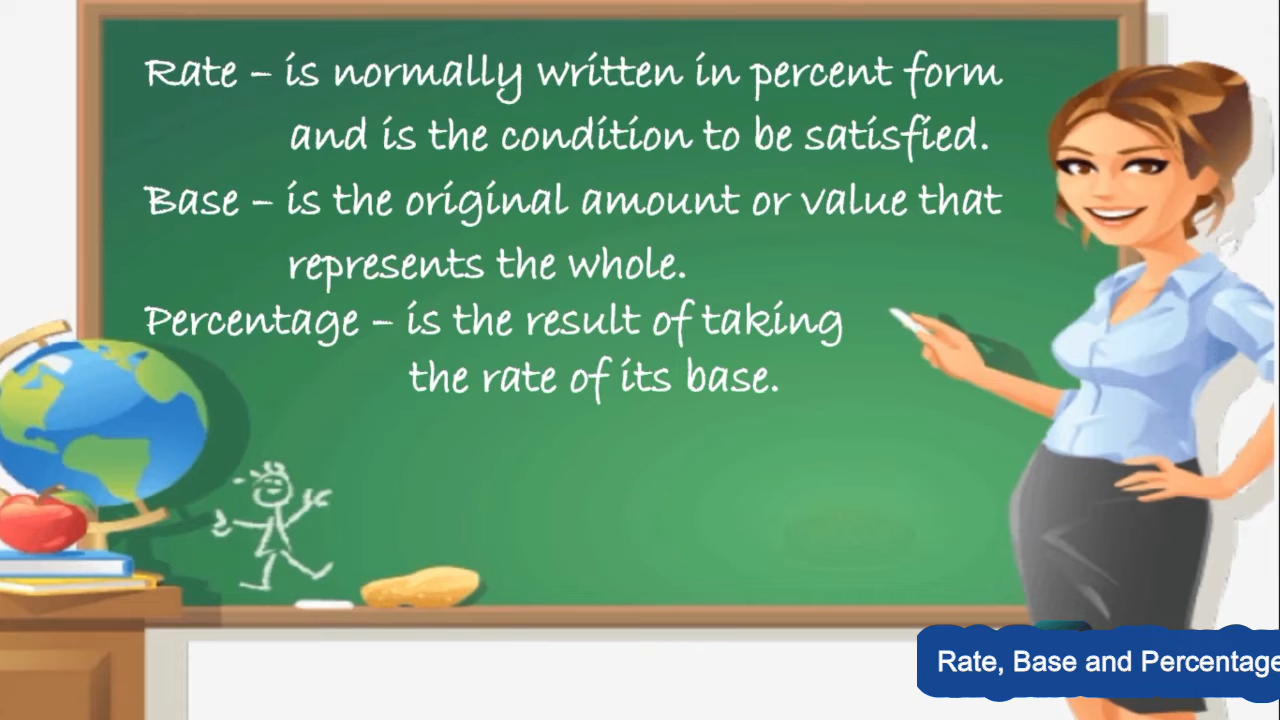 Rate – is normally written in percent form
and is the condition to be satisfied.
Base – is the original amount or value that
represents the whole.
Percentage – is the result of taking
the rate of its base.
Rate, Base and Percentage